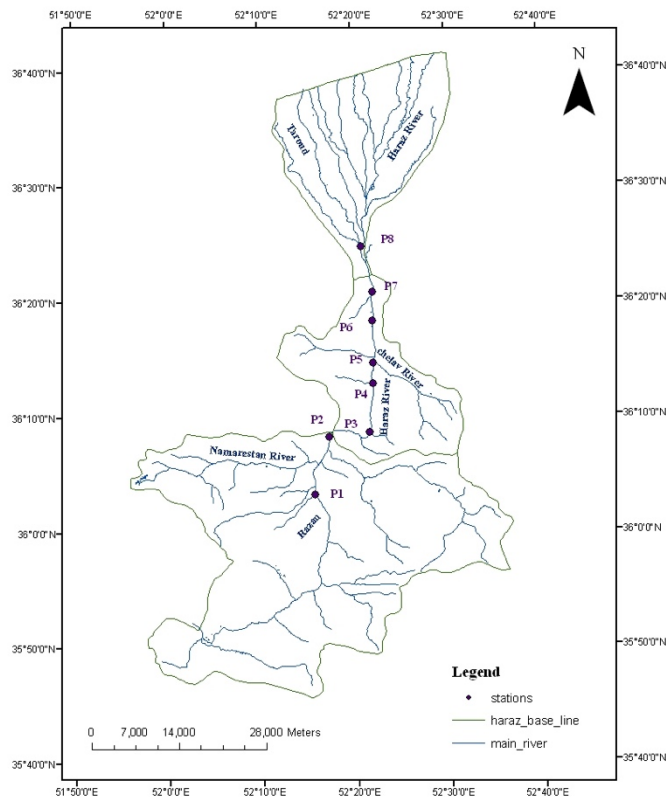 51°50'0"E 52°0'0"E 52°10'0"E 52°20'0"E 52°30'0"E 52°40'0"E
36°40'0"N 36°40'0"N
N
Taroud
Haraz River
36°30'0"N 36°30'0"N
P8
36°20'0"N P7 36°20'0"N
P6
P5 chelav River
P4
Haraz River
36°10'0"N P2 P3 36°10'0"N
Namarestan River
P1
Razan
36°0'0"N 36°0'0"N
35°50'0"N 35°50'0"N
Legend
stations
haraz_base_line
main_river
0 7,000 14,000 28,000 Meters
35°40'0"N 35°40'0"N
51°50'0"E 52°0'0"E 52°10'0"E 52°20'0"E 52°30'0"E 52°40'0"E